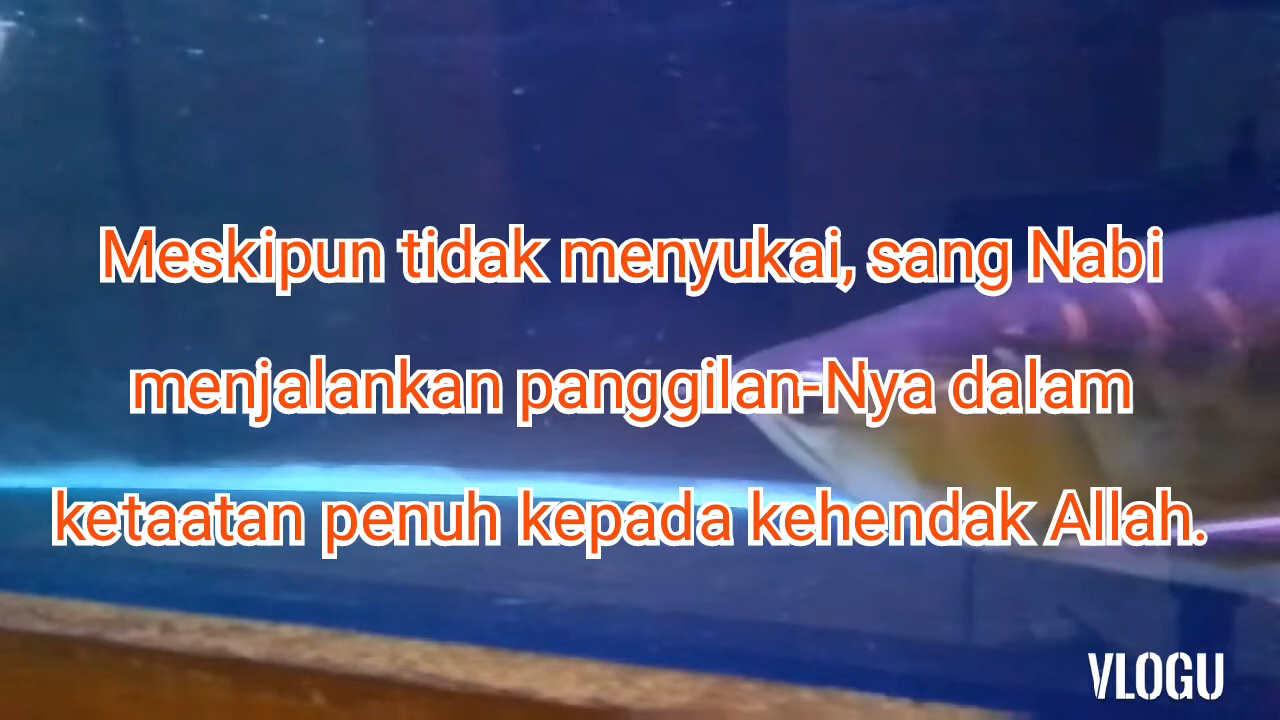 Meskipun tidak menyukai, sang Nabi
menjalankan panggilan-Nya dalam
ketaatan penuh kepada kehendak Allah.
VLOGU